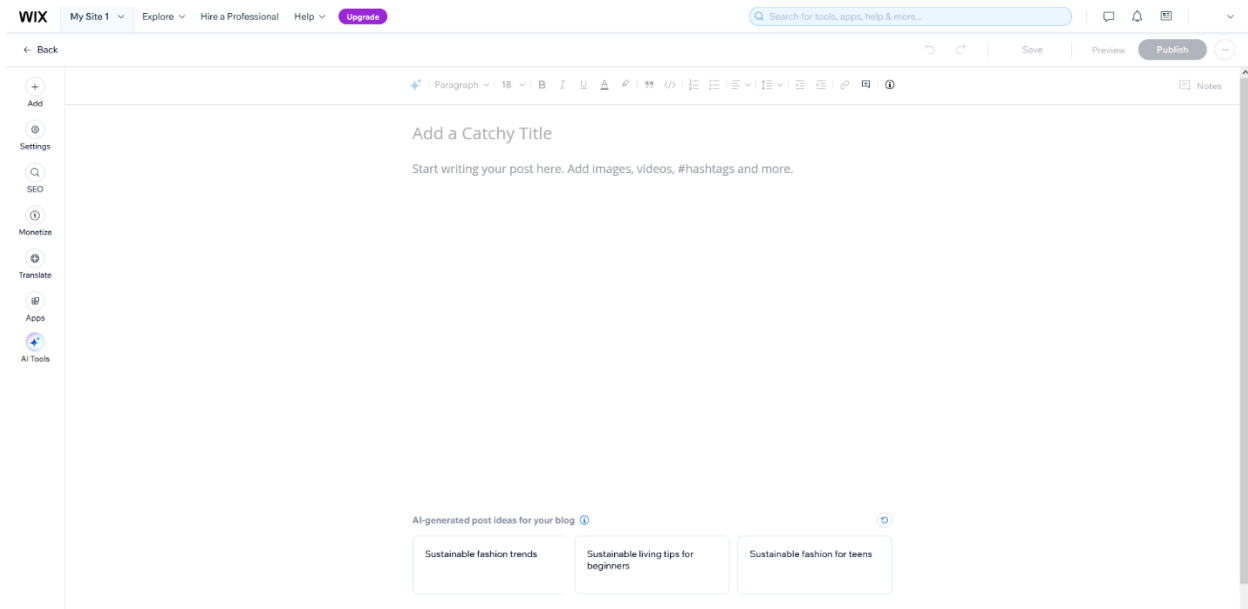 WIX My Site 1 Explore Hire a Professional Help Upgrade Search for tools, apps, help & more...
Back Save Preview Publish
Paragraph 18 B I U A Notes
Add
Settings
SEO
Monetize
Translate
Apps
AI Tools
Add a Catchy Title
Start writing your post here. Add images, videos, #hashtags and more.
AI-generated post ideas for your blog
Sustainable fashion trends
Sustainable living tips for
beginners
Sustainable fashion for teens